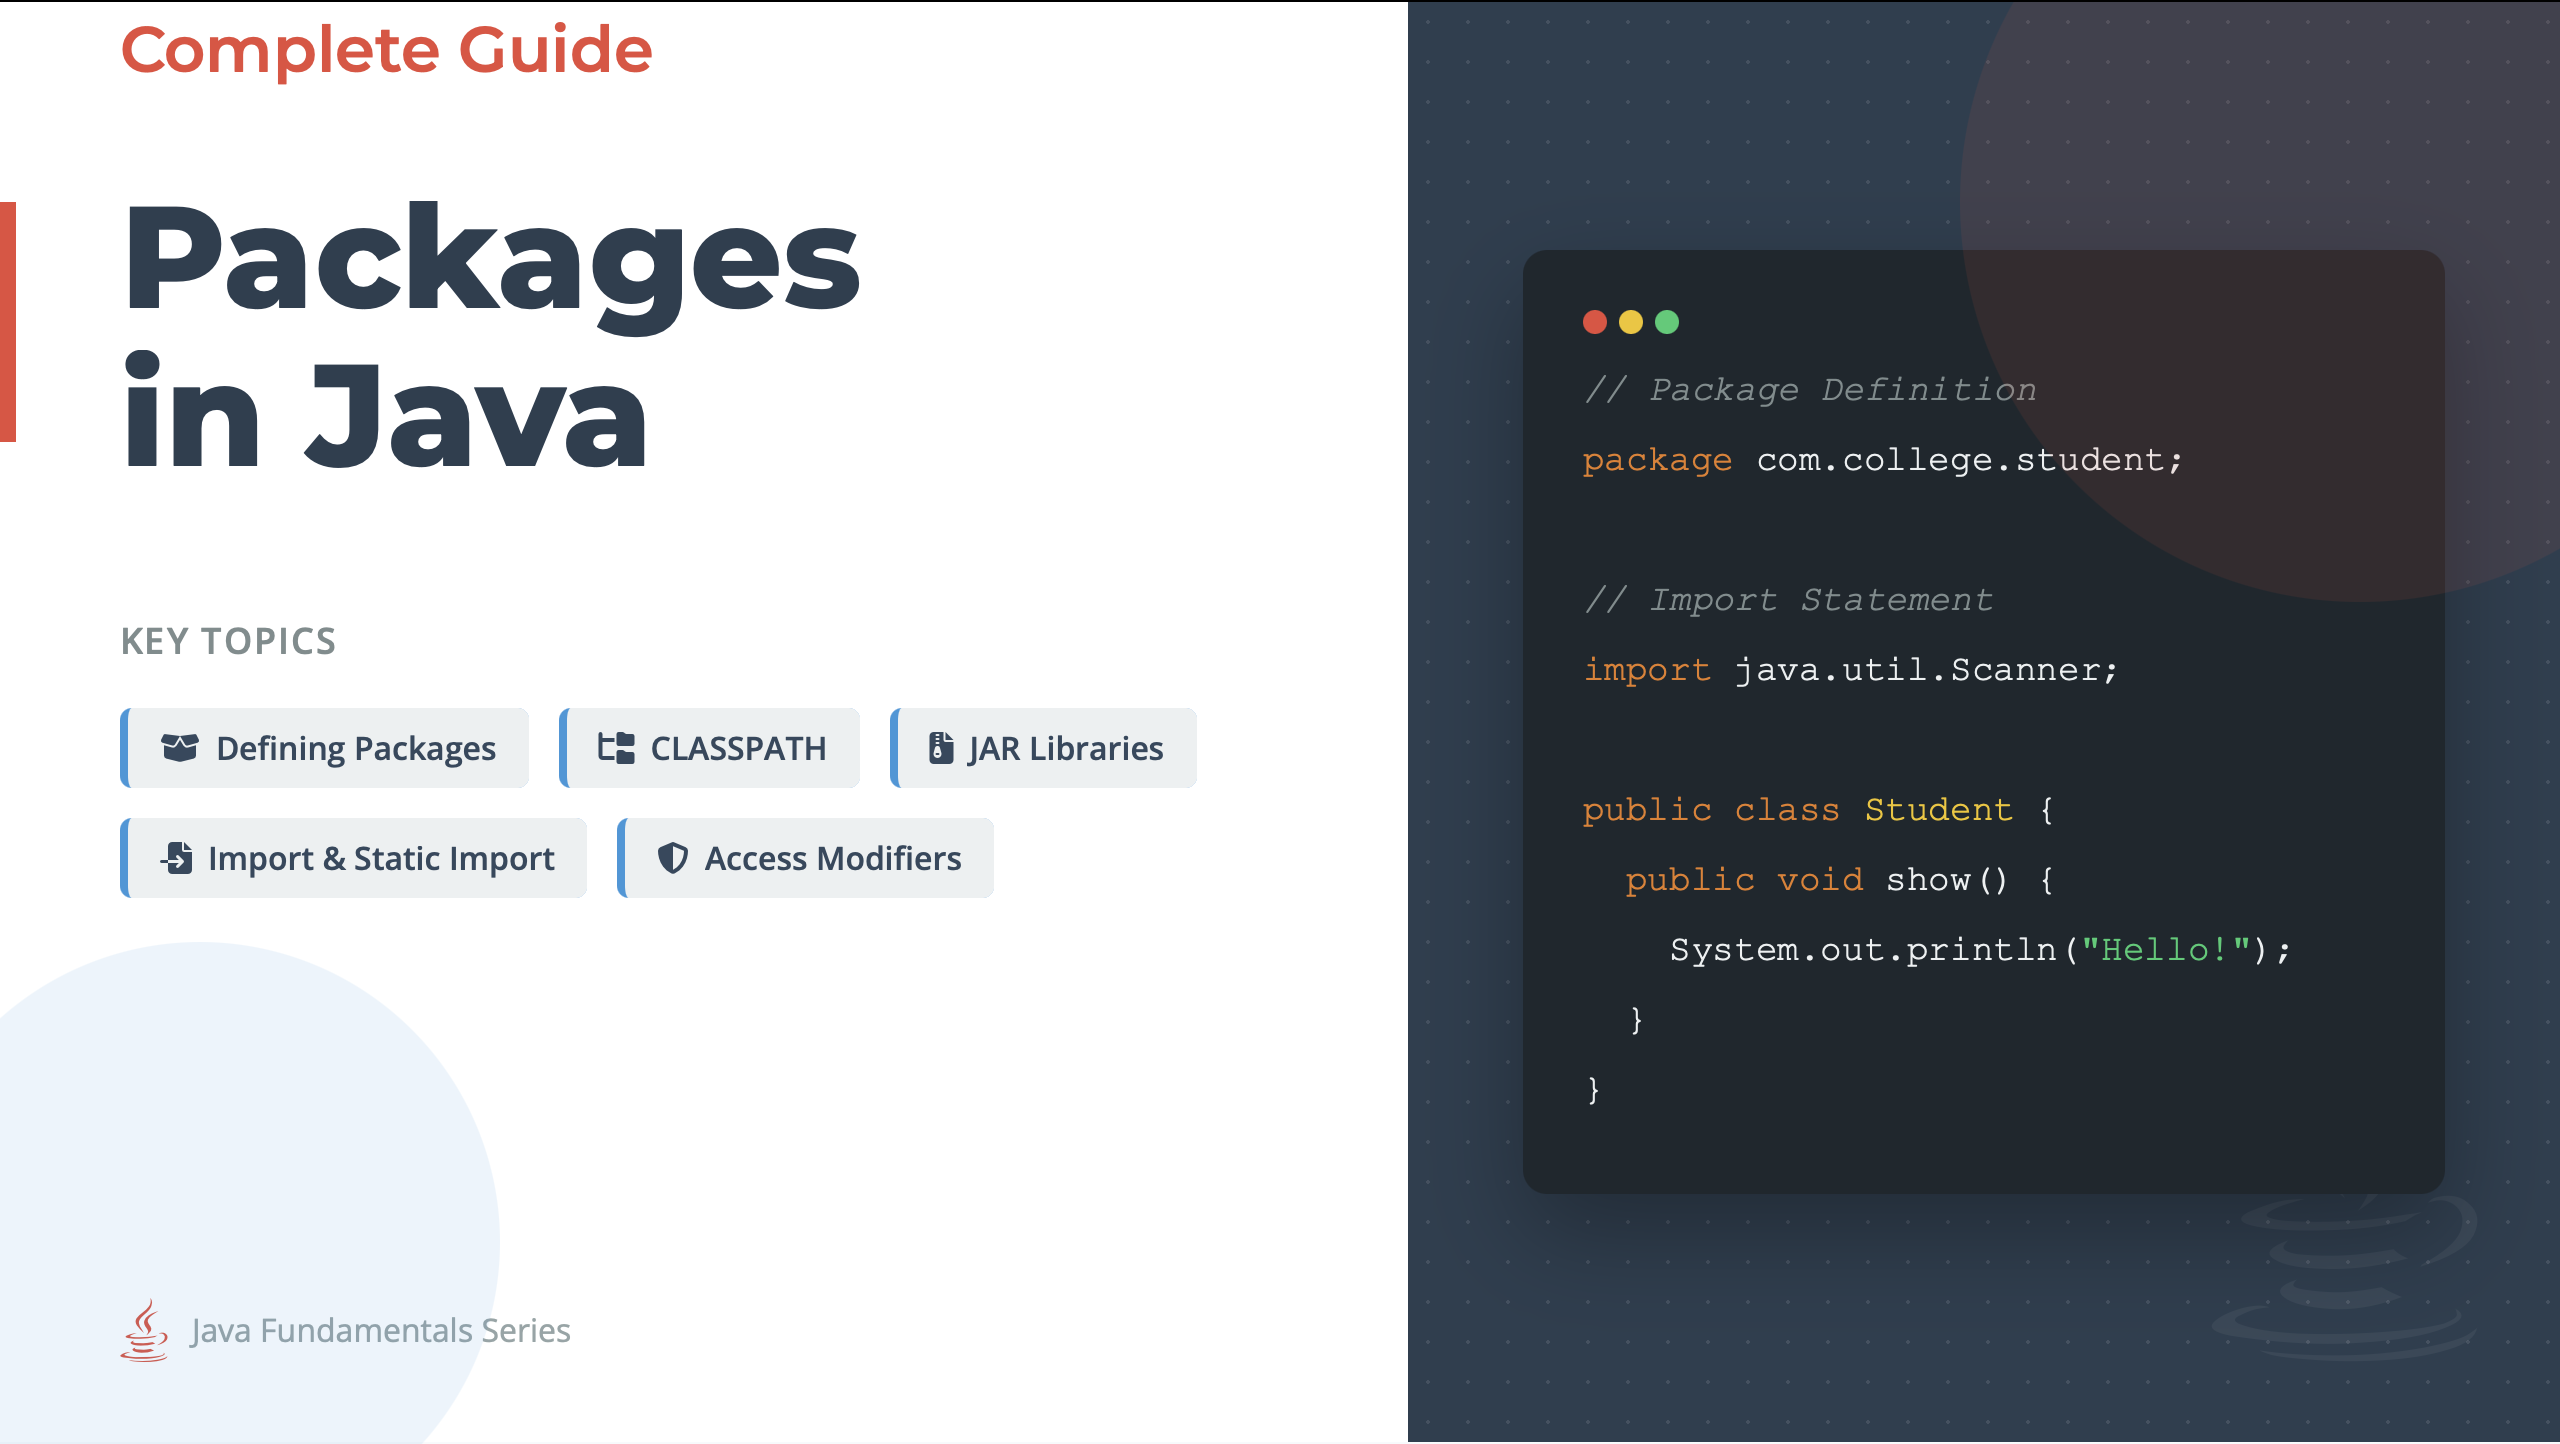 Complete Guide
Packages
in Java
KEY TOPICS
Defining Packages
CLASSPATH
JAR Libraries
Import & Static Import
Access Modifiers
Java Fundamentals Series
// Package Definition
package com.college.student;
// Import Statement
import java.util.Scanner;
public class Student {
public void show() {
System.out.println("Hello!");
}
}